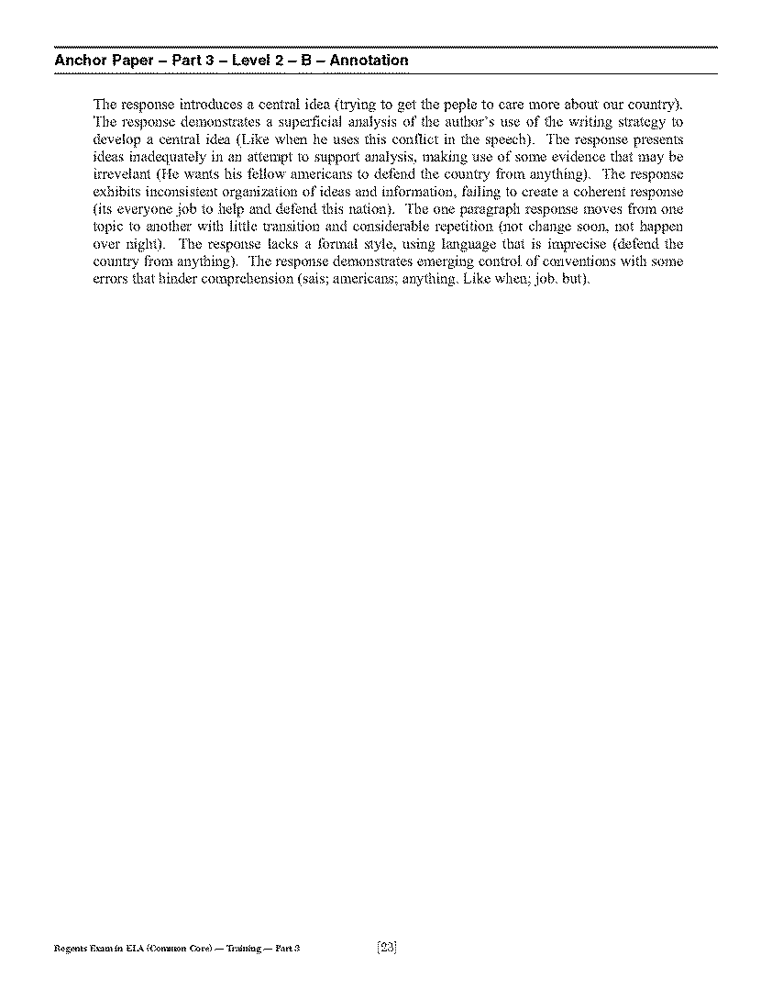 Anchor Paper – Part 3 – Level 2 – B – Annotation
The response introduces a central idea (trying to get the peple to care more about our country).
The response demonstrates a superficial analysis of the author's use of the writing strategy to
develop a central idea (Like when he uses this conflict in the speech).  The response presents
ideas inadequately in an attempt to support analysis, making use of some evidence that may be
irrevelant (He wants his fellow americans to defend the country from anything).  The response
exhibits inconsistent organization of ideas and information, failing to create a coherent response
(its everyone job to help and defend this nation).  The one paragraph response moves from one
topic to another with little transition and considerable repetition (not change soon, not happen
over night).  The response lacks a formal style, using language that is imprecise (defend the
country from anything).  The response demonstrates emerging control of conventions with some
errors that hinder comprehension (sais; americans; anything. Like when; job. but).
Regents Exam in ELA (Common Core) — Training — Part 3
[23]